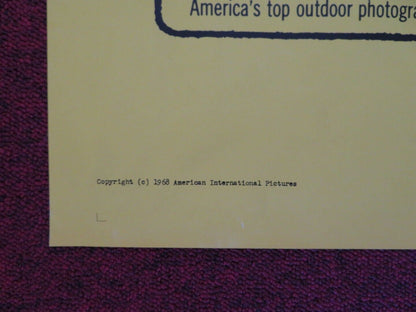 America's top outdoor photogra
Copyright (c) 1968 American International Pictures